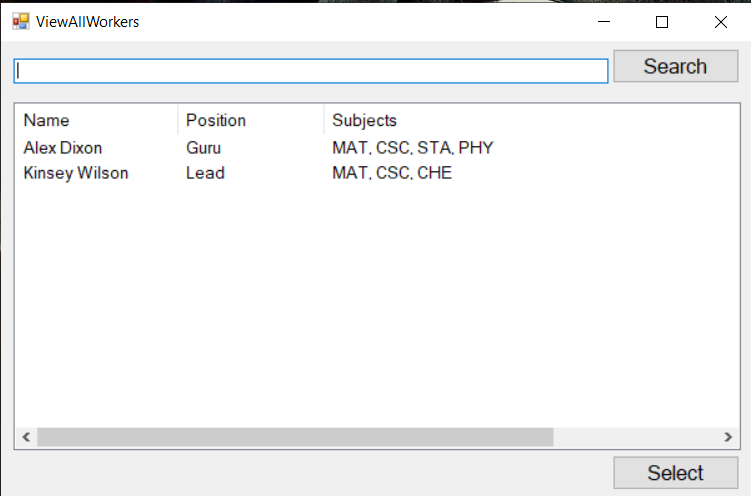 ViewAllWorkers
Search
Name Position Subjects
Alex Dixon Guru MAT, CSC, STA, PHY
Kinsey Wilson Lead MAT, CSC, CHE
Select